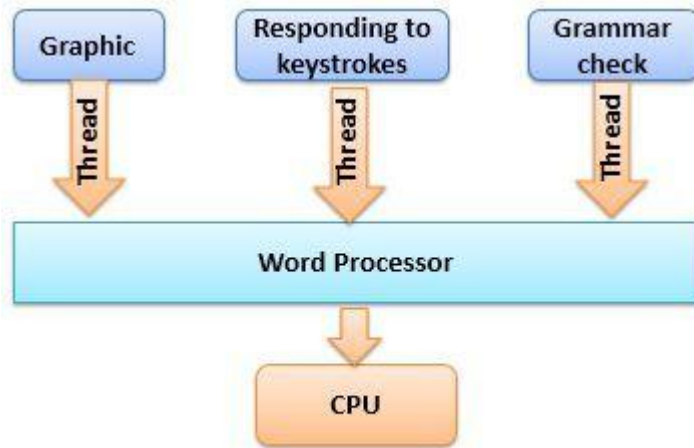 Graphic
Responding to
keystrokes
Grammar
check
Thread
Thread
Thread
Word Processor
CPU